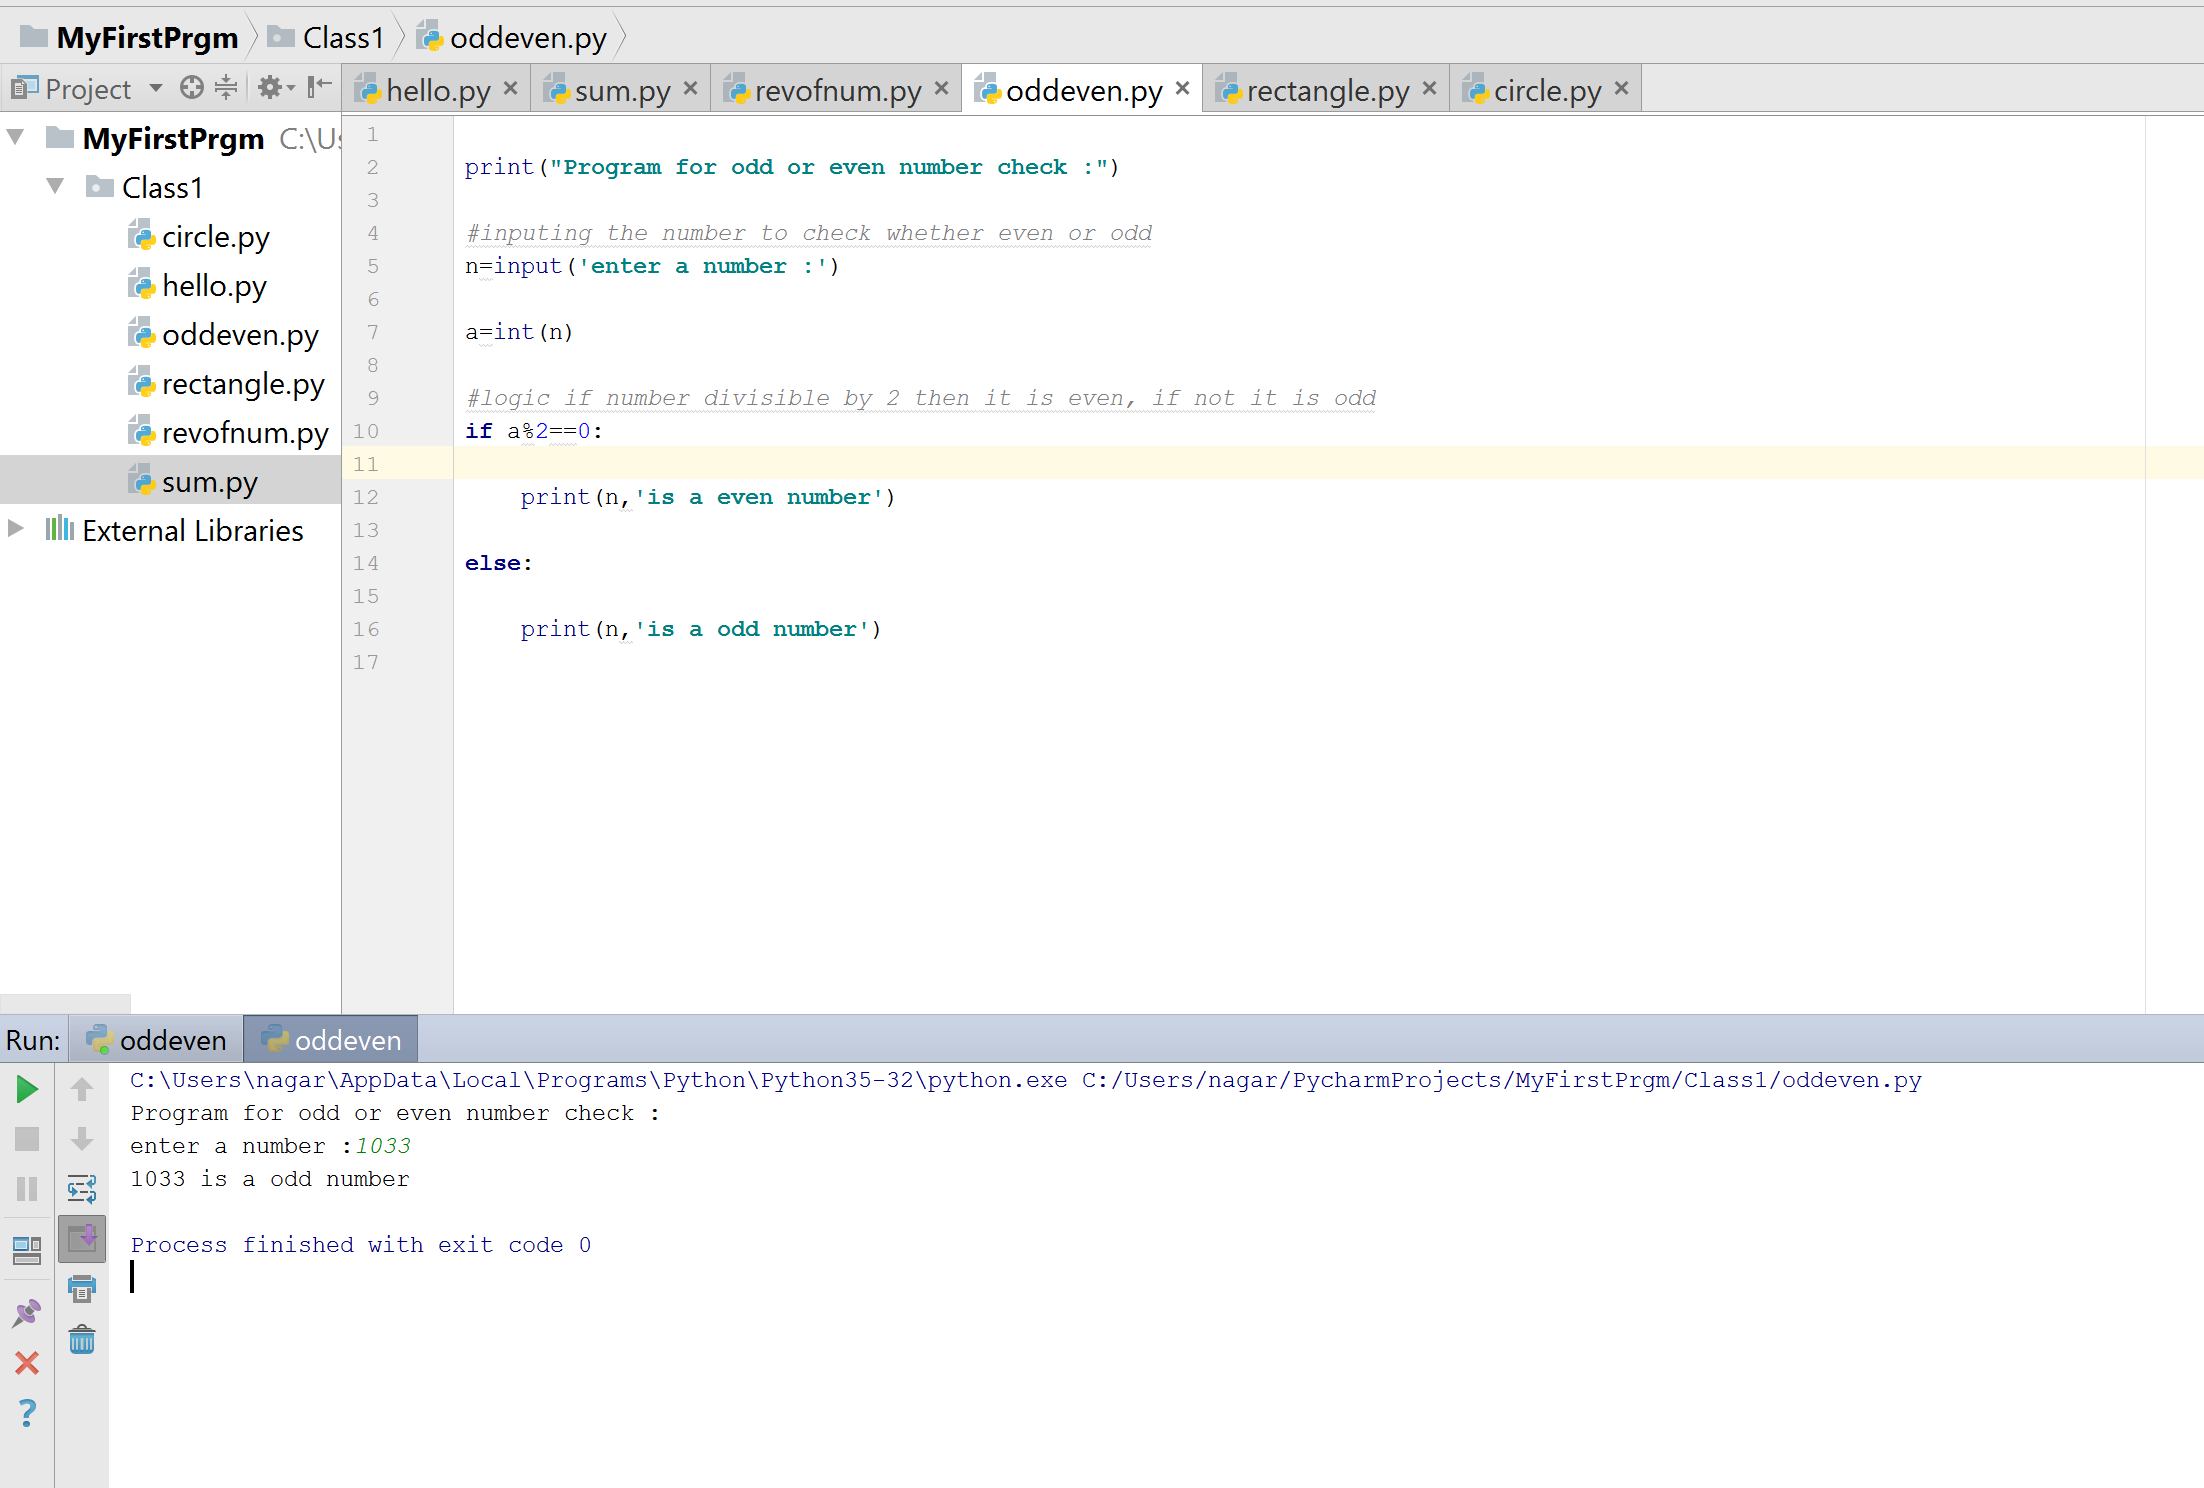 MyFirstPrgm Class1 oddeven.py
Project hello.py sum.py revofnum.py oddeven.py rectangle.py circle.py
MyFirstPrgm C:\Us
Class1
circle.py
hello.py
oddeven.py
rectangle.py
revofnum.py
sum.py
External Libraries
1
2 print("Program for odd or even number check :")
3
4 #inputing the number to check whether even or odd
5 n=input('enter a number :')
6
7 a=int(n)
8
9 #logic if number divisible by 2 then it is even, if not it is odd
10 if a%2==0:
11
12 print(n,'is a even number')
13
14 else:
15
16 print(n,'is a odd number')
17
Run: oddeven oddeven
C:\Users\nagar\AppData\Local\Programs\Python\Python35-32\python.exe C:/Users/nagar/PycharmProjects/MyFirstPrgm/Class1/oddeven.py
Program for odd or even number check :
enter a number :1033
1033 is a odd number
Process finished with exit code 0